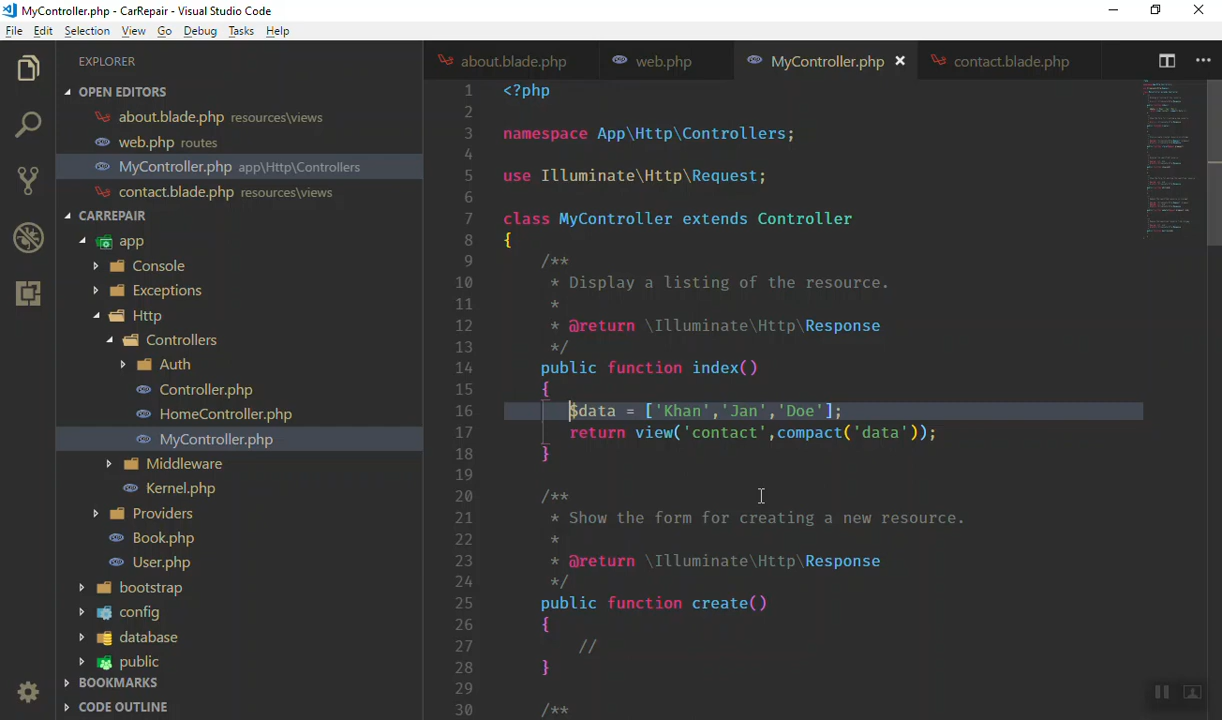 MyController.php - CarRepair - Visual Studio Code
File Edit Selection View Go Debug Tasks Help
EXPLORER
OPEN EDITORS
about.blade.php resources\views
web.php routes
MyController.php app\Http\Controllers
contact.blade.php resources\views
CARREPAIR
app
Console
Exceptions
Http
Controllers
Auth
Controller.php
HomeController.php
MyController.php
Middleware
Kernel.php
Providers
Book.php
User.php
bootstrap
config
database
public
BOOKMARKS
CODE OUTLINE
about.blade.php web.php MyController.php contact.blade.php
1 <?php
2
3 namespace App\Http\Controllers;
4
5 use Illuminate\Http\Request;
6
7 class MyController extends Controller
8 {
9 /**
10 * Display a listing of the resource.
11 *
12 * @return \Illuminate\Http\Response
13 */
14 public function index()
15 {
16 $data = ['Khan','Jan','Doe'];
17 return view('contact',compact('data'));
18 }
19
20 /**
21 * Show the form for creating a new resource.
22 *
23 * @return \Illuminate\Http\Response
24 */
25 public function create()
26 {
27 //
28 }
29
30 /**